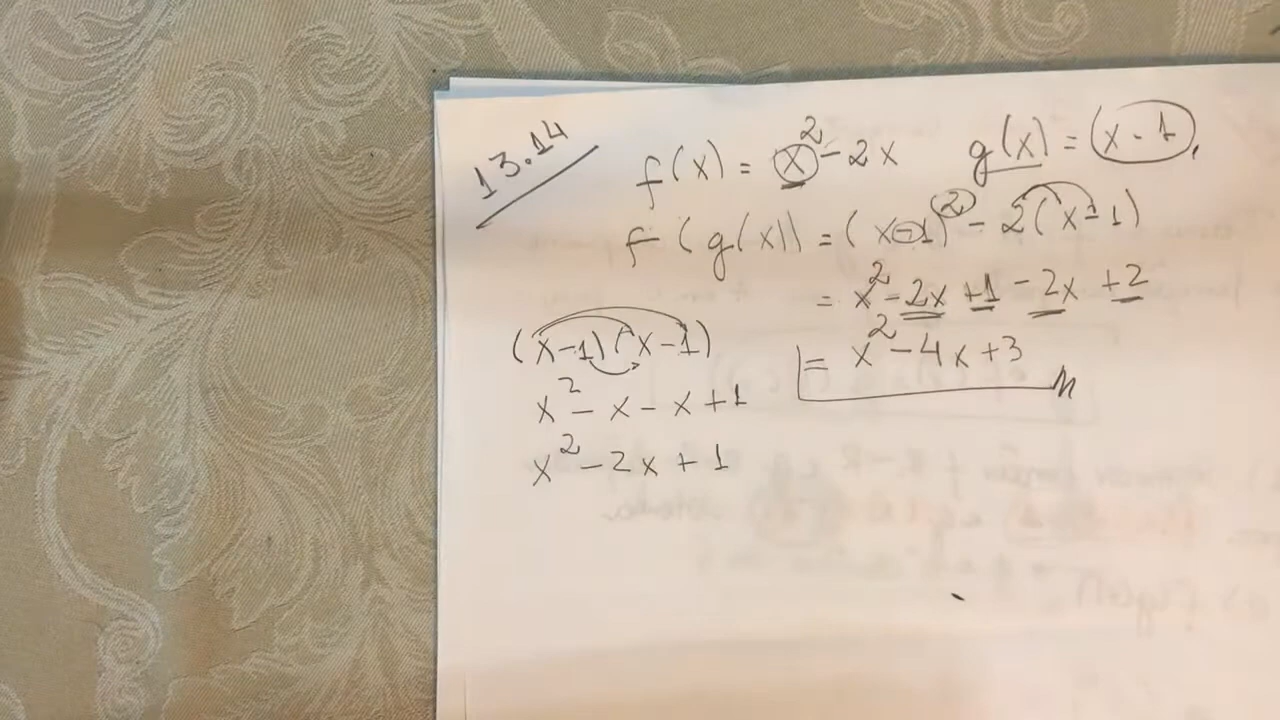 13.14
f(x) = x² - 2x   g(x) = (x - 1).
f(g(x)) = (x-1)² - 2(x-1)
= x² - 2x + 1 - 2x + 2
= x² - 4x + 3
(x-1)(x-1)
x² - x - x + 1
x² - 2x + 1